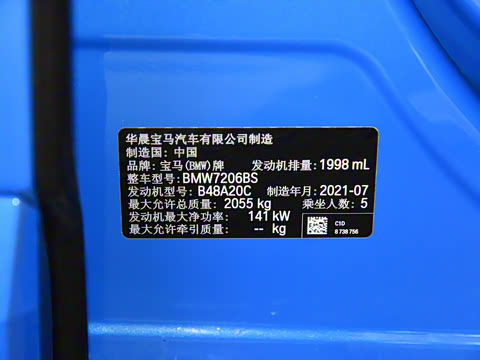 华晨宝马汽车有限公司制造
制造国: 中国
品牌: 宝马(BMW)牌 发动机排量: 1998 mL
整车型号: BMW7206BS
发动机型号: B48A20C 制造年月: 2021-07
最大允许总质量: 2055 kg 乘坐人数: 5
发动机最大净功率: 141 kW
最大允许牵引质量: -- kg
C1D
8 738 756